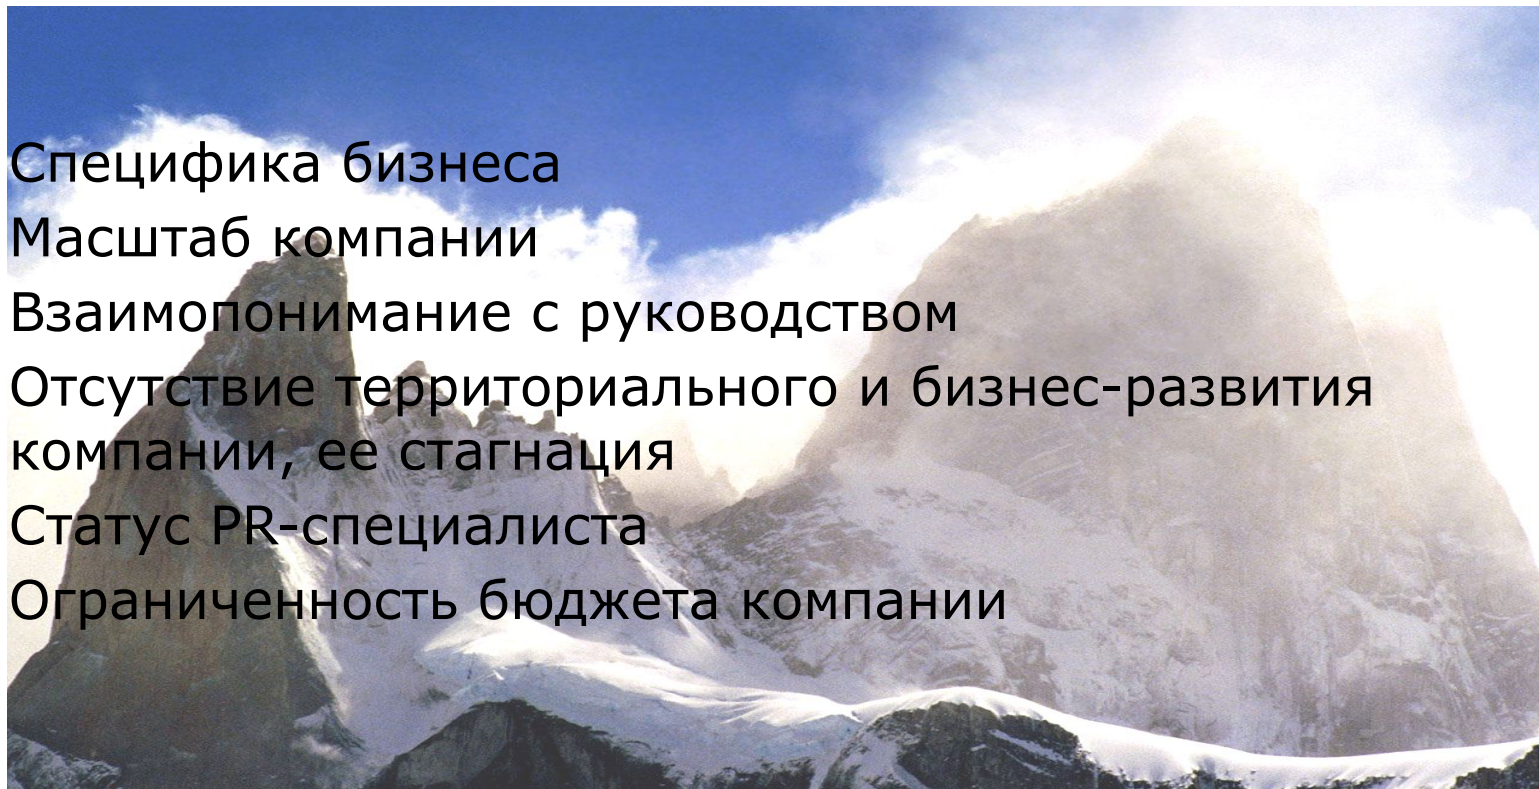 Специфика бизнеса
Масштаб компании
Взаимопонимание с руководством
Отсутствие территориального и бизнес-развития
компании, ее стагнация
Статус PR-специалиста
Ограниченность бюджета компании